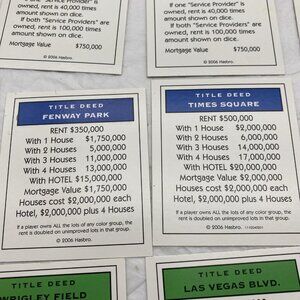 If one "Service Provider" is
owned, rent is 40,000 times
amount shown on dice.
If both "Service Providers" are
owned, rent is 100,000 times
amount shown on dice.
Mortgage Value $750,000
© 2006 Hasbro.
if one "Service Provider" is
owned, rent is 40,000 times
amount shown on dice.
If both "Service Providers" are
owned, rent is 100,000 times
amount shown on dice.
Mortgage Value $750,000
© 2006 Hasbro.
TITLE DEED
FENWAY PARK
RENT $350,000
With 1 House $1,750,000
With 2 Houses 5,000,000
With 3 Houses 11,000,000
With 4 Houses 13,000,000
With HOTEL $15,000,000
Mortgage Value $1,750,000
Houses cost $2,000,000 each
Hotel, $2,000,000 plus 4 Houses
If a player owns ALL the lots of any color group, the
rent is doubled on unimproved lots in that group.
© 2006 Hasbro.
TITLE DEED
TIMES SQUARE
RENT $500,000
With 1 House $2,000,000
With 2 Houses 6,000,000
With 3 Houses 14,000,000
With 4 Houses 17,000,000
With HOTEL $20,000,000
Mortgage Value $2,000,000
Houses cost $2,000,000 each
Hotel, $2,000,000 plus 4 Houses
If a player owns ALL the lots of any color group, the
rent is doubled on unimproved lots in that group.
© 2006 Hasbro.
TITLE DEED
WRIGLEY FIELD
TITLE DEED
LAS VEGAS BLVD.